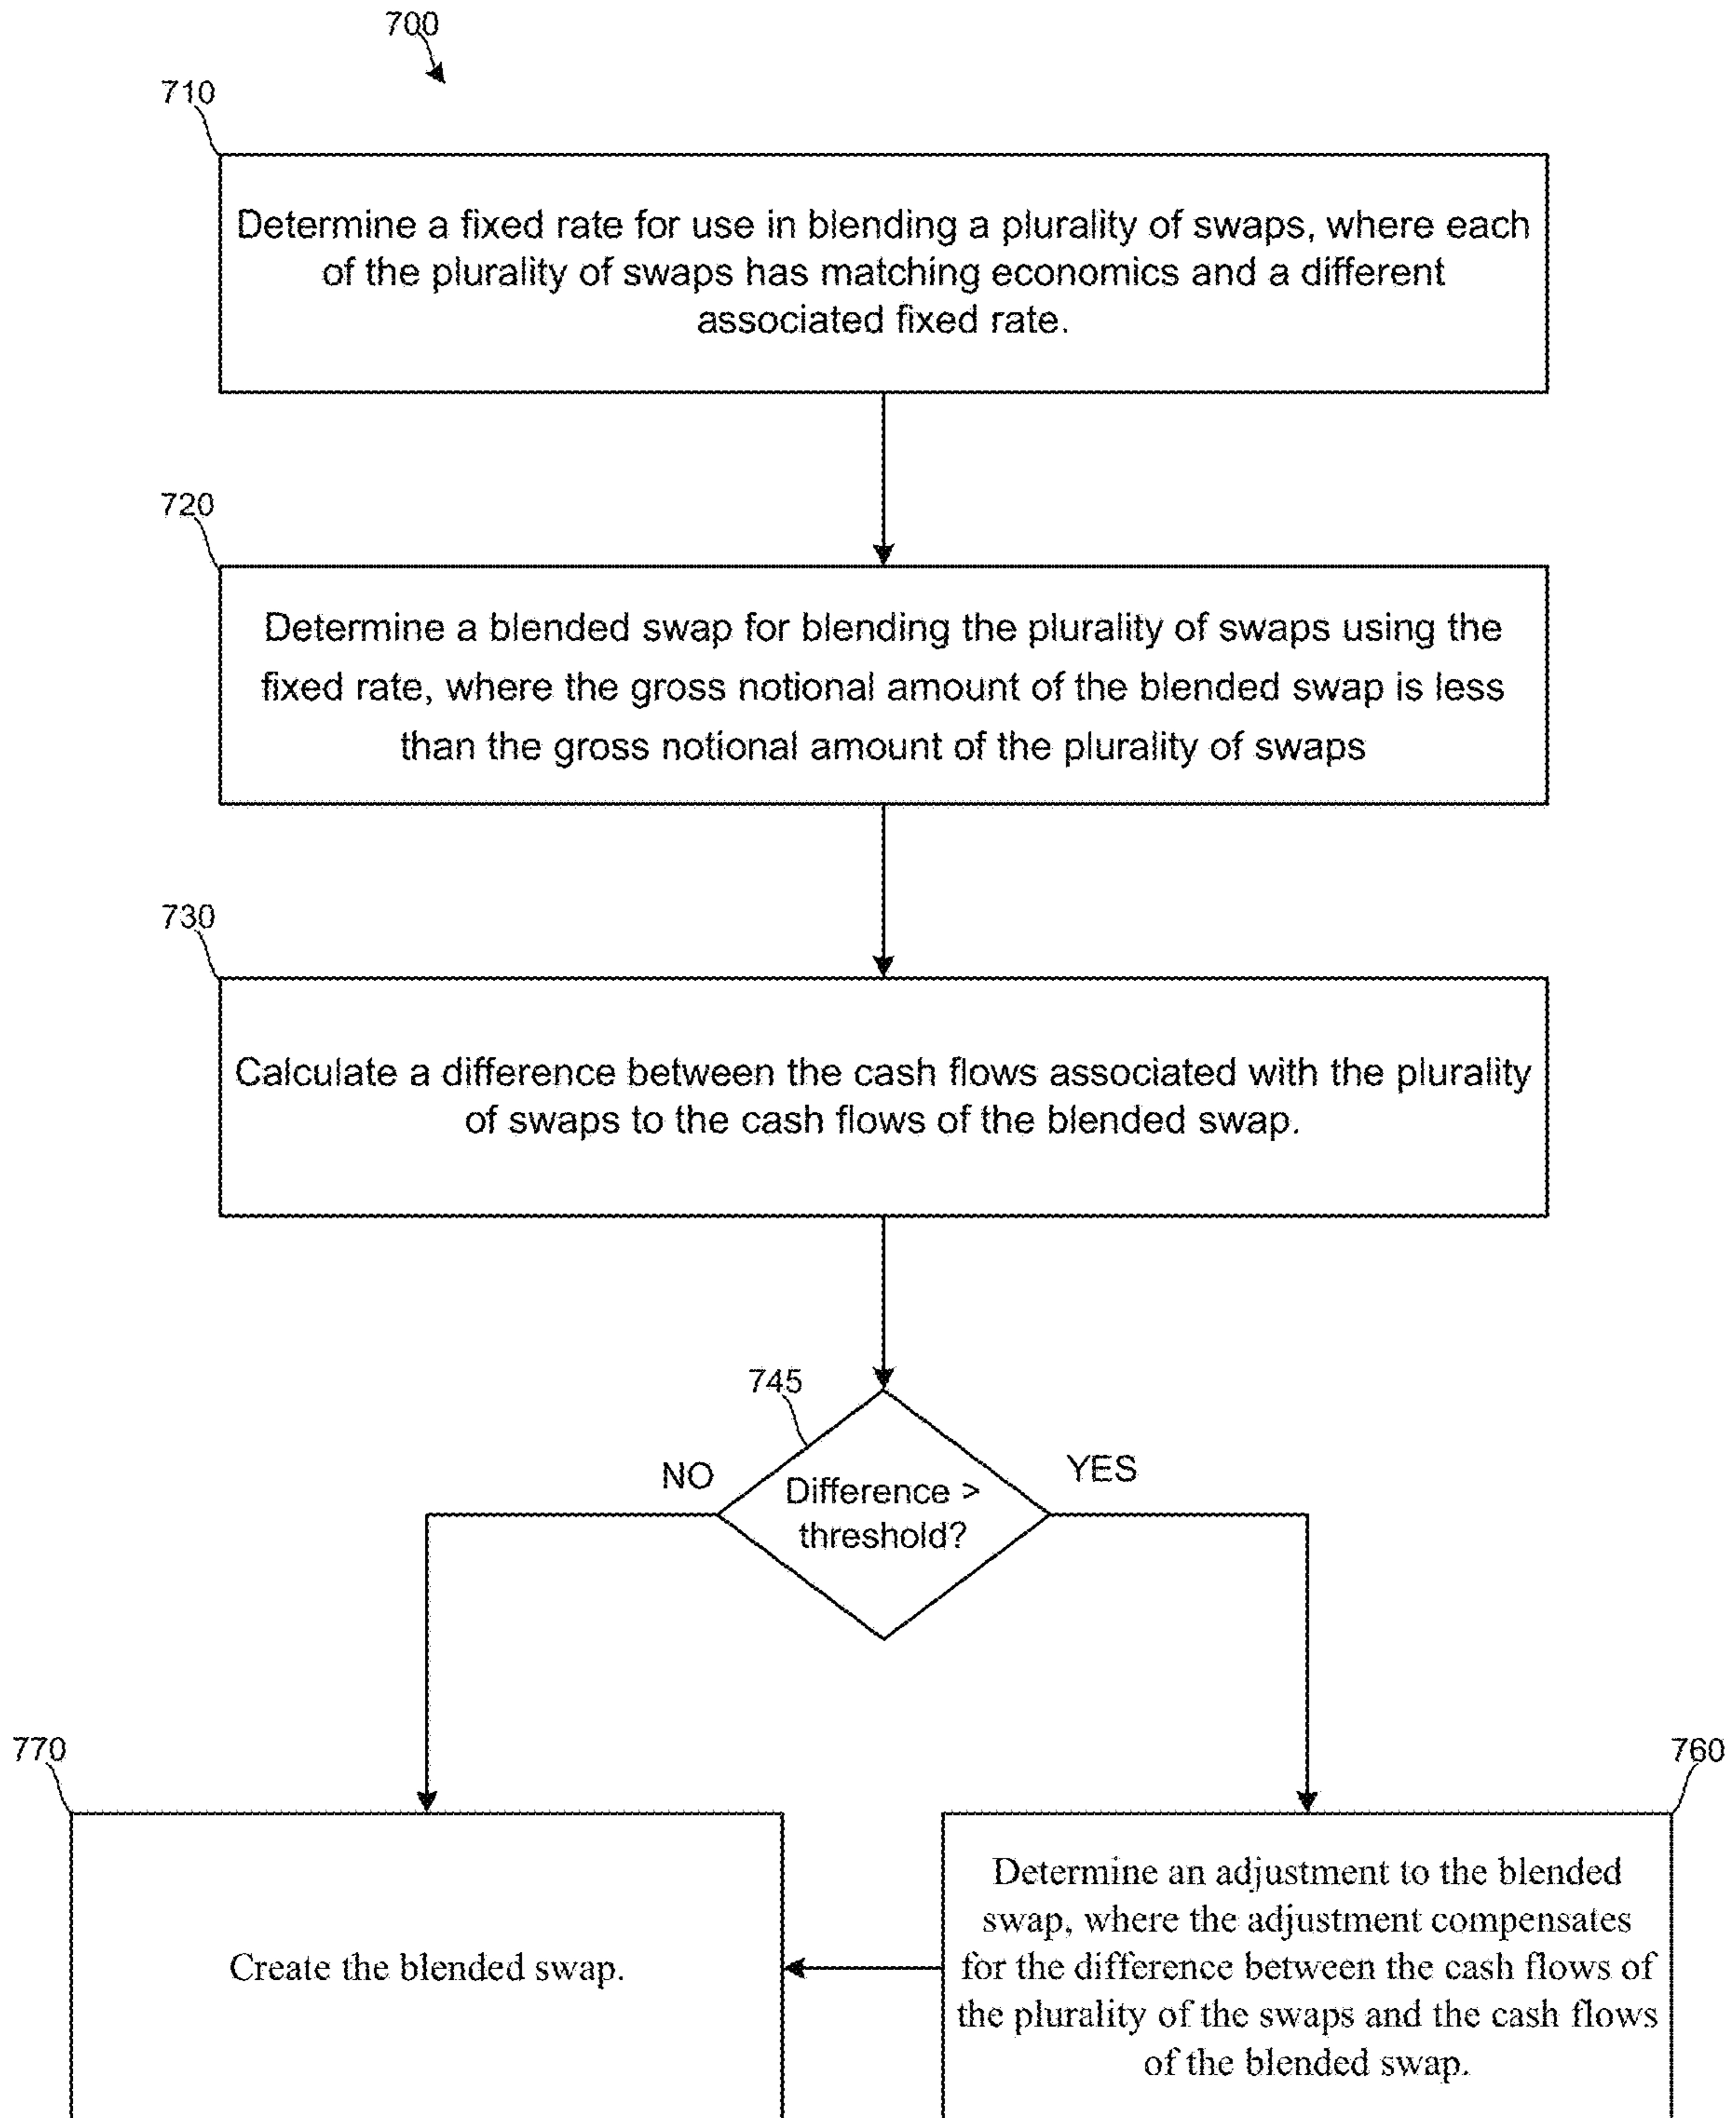 700
710
Determine a fixed rate for use in blending a plurality of swaps, where each
of the plurality of swaps has matching economics and a different
associated fixed rate.
720
Determine a blended swap for blending the plurality of swaps using the
fixed rate, where the gross notional amount of the blended swap is less
than the gross notional amount of the plurality of swaps
730
Calculate a difference between the cash flows associated with the plurality
of swaps to the cash flows of the blended swap.
745
NO
YES
Difference >
threshold?
770
Create the blended swap.
760
Determine an adjustment to the blended
swap, where the adjustment compensates
for the difference between the cash flows of
the plurality of the swaps and the cash flows
of the blended swap.